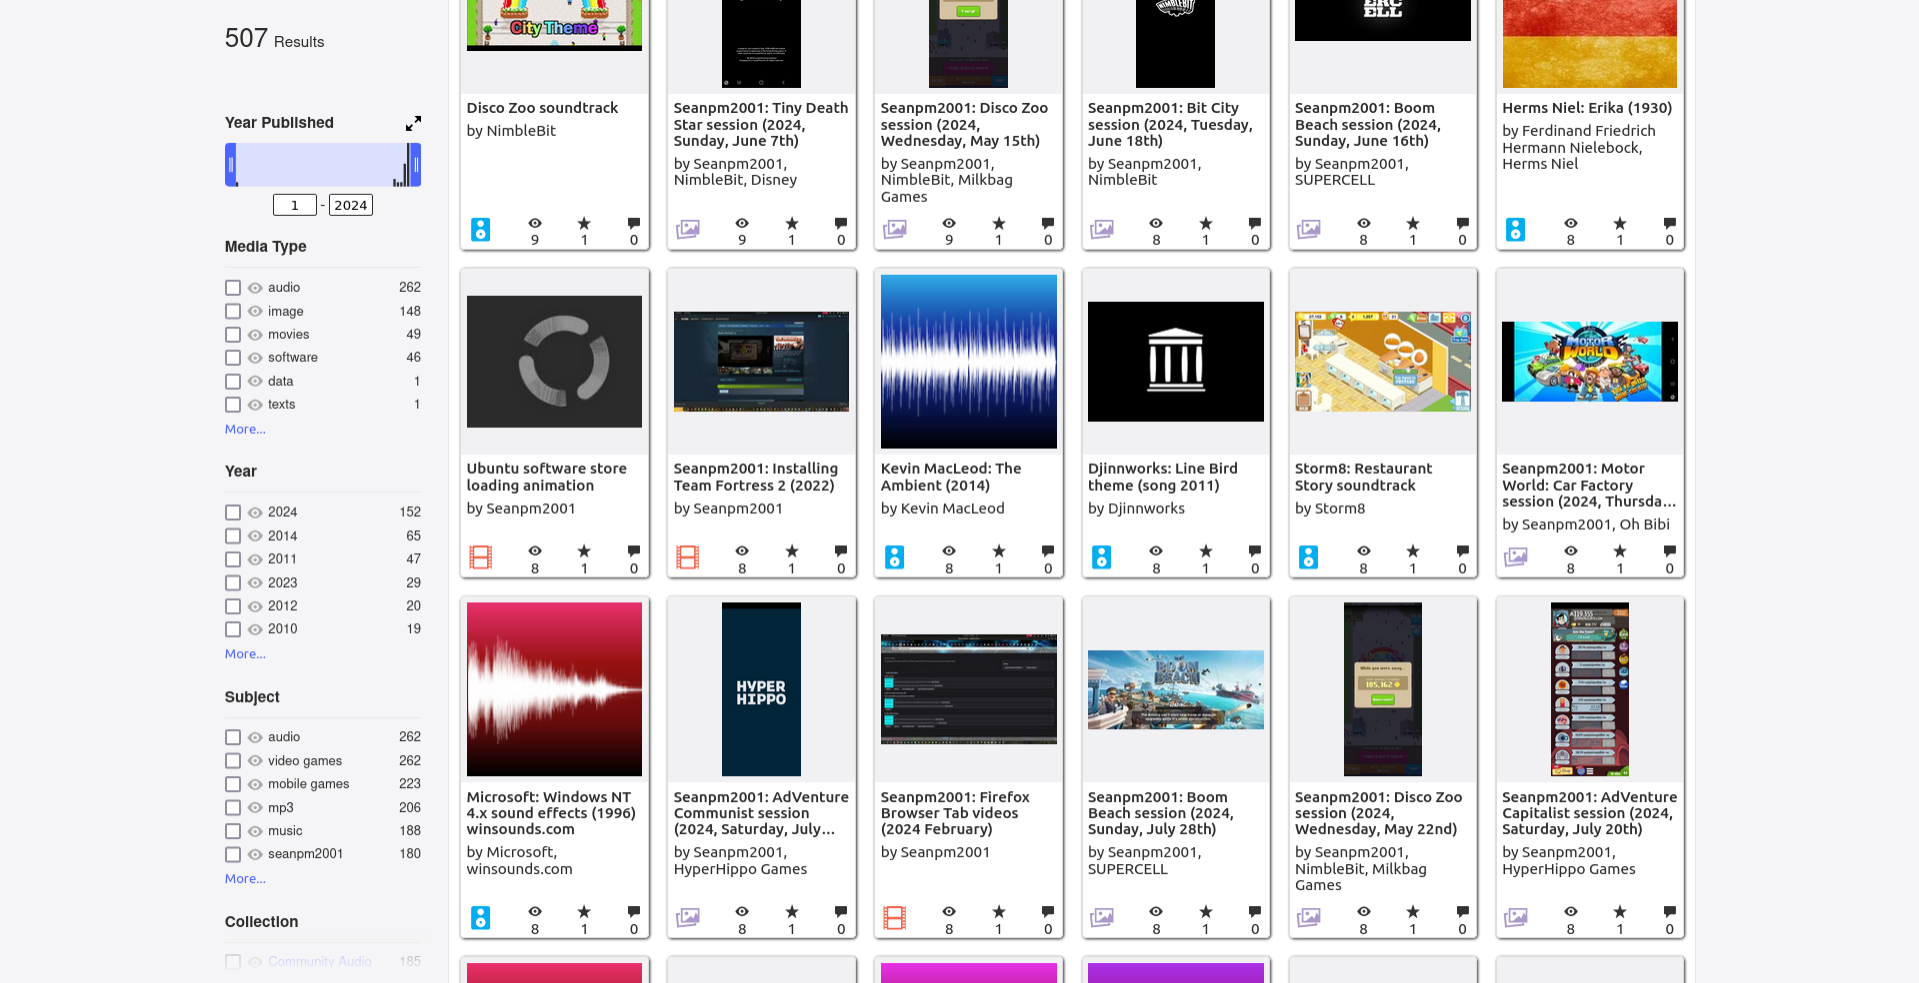 507 Results
Year Published
1 - 2024
Media Type
audio 262
image 148
movies 49
software 46
data 1
texts 1
More...
Year
2024 152
2014 65
2011 47
2023 29
2012 20
2010 19
More...
Subject
audio 262
video games 262
mobile games 223
mp3 206
music 188
seanpm2001 180
More...
Collection
Community Audio 185
City Theme
Disco Zoo soundtrack
by NimbleBit
9 1 0
Seanpm2001: Tiny Death
Star session (2024,
Sunday, June 7th)
by Seanpm2001,
NimbleBit, Disney
9 1 0
Seanpm2001: Disco Zoo
session (2024,
Wednesday, May 15th)
by Seanpm2001,
NimbleBit, Milkbag
Games
9 1 0
NIMBLEBIT
Seanpm2001: Bit City
session (2024, Tuesday,
June 18th)
by Seanpm2001,
NimbleBit
8 1 0
ERC
ELL
Seanpm2001: Boom
Beach session (2024,
Sunday, June 16th)
by Seanpm2001,
SUPERCELL
8 1 0
Herms Niel: Erika (1930)
by Ferdinand Friedrich
Hermann Nielebock,
Herms Niel
8 1 0
Ubuntu software store
loading animation
by Seanpm2001
8 1 0
Seanpm2001: Installing
Team Fortress 2 (2022)
by Seanpm2001
8 1 0
Kevin MacLeod: The
Ambient (2014)
by Kevin MacLeod
8 1 0
Djinnworks: Line Bird
theme (song 2011)
by Djinnworks
8 1 0
Storm8: Restaurant
Story soundtrack
by Storm8
8 1 0
MOTOR
WORLD
Seanpm2001: Motor
World: Car Factory
session (2024, Thursda...
by Seanpm2001, Oh Bibi
8 1 0
Microsoft: Windows NT
4.x sound effects (1996)
winsounds.com
by Microsoft,
winsounds.com
8 1 0
HYPER
HIPPO
Seanpm2001: AdVenture
Communist session
(2024, Saturday, July...
by Seanpm2001,
HyperHippo Games
8 1 0
Seanpm2001: Firefox
Browser Tab videos
(2024 February)
by Seanpm2001
8 1 0
BOOM
BEACH
Seanpm2001: Boom
Beach session (2024,
Sunday, July 28th)
by Seanpm2001,
SUPERCELL
8 1 0
While you were away...
185,162
Seanpm2001: Disco Zoo
session (2024,
Wednesday, May 22nd)
by Seanpm2001,
NimbleBit, Milkbag
Games
8 1 0
Seanpm2001: AdVenture
Capitalist session (2024,
Saturday, July 20th)
by Seanpm2001,
HyperHippo Games
8 1 0